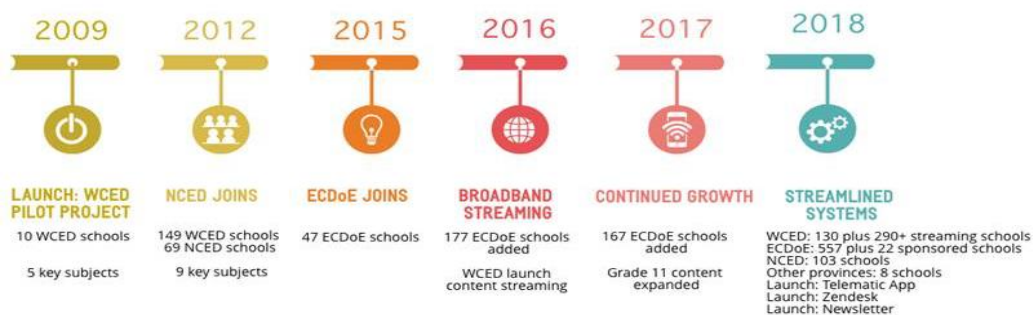 2009
LAUNCH: WCED
PILOT PROJECT
10 WCED schools
5 key subjects
2012
NCED JOINS
149 WCED schools
69 NCED schools
9 key subjects
2015
ECDoE JOINS
47 ECDoE schools
2016
BROADBAND
STREAMING
177 ECDoE schools
added
WCED launch
content streaming
2017
CONTINUED GROWTH
167 ECDoE schools
added
Grade 11 content
expanded
2018
STREAMLINED
SYSTEMS
WCED: 130 plus 290+ streaming schools
ECDoE: 557 plus 22 sponsored schools
NCED: 103 schools
Other provinces: 8 schools
Launch: Telematic App
Launch: Zendesk
Launch: Newsletter